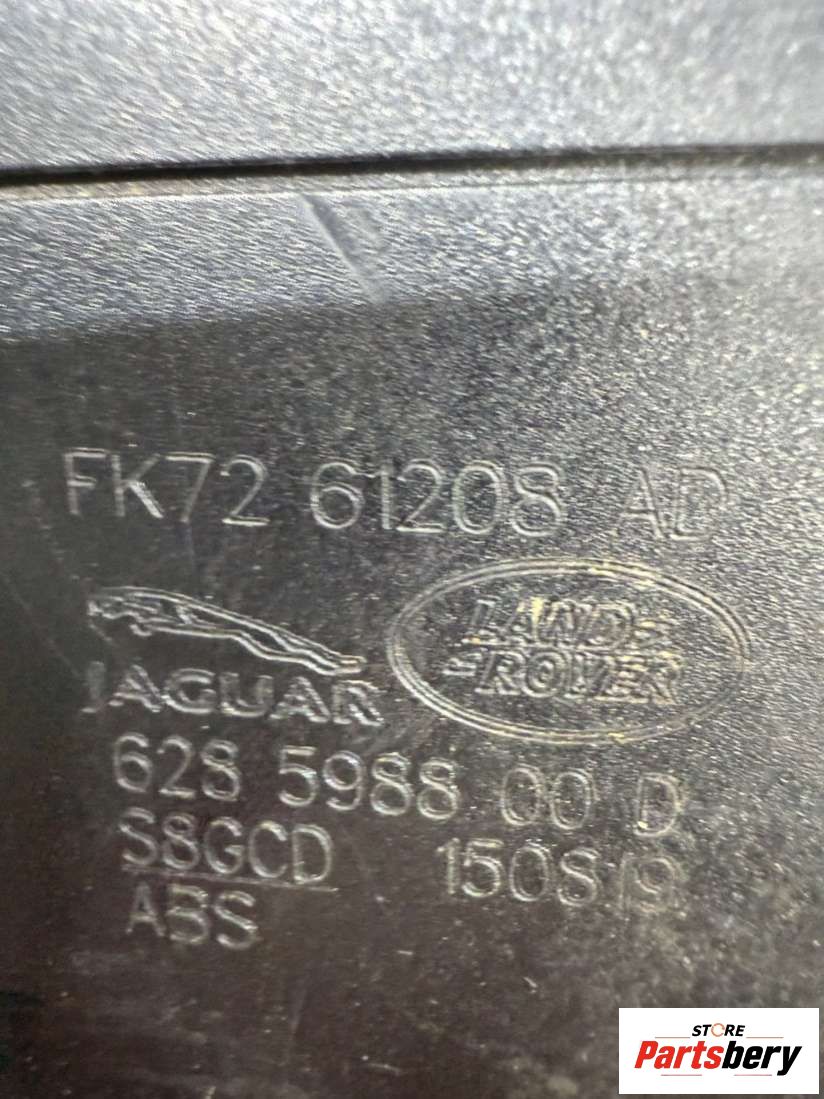 FK72 61208 AD
JAGUAR
LAND-
-ROVER
628 5988 00 D
S8GCD 150819
ABS
STORE
Partsbery